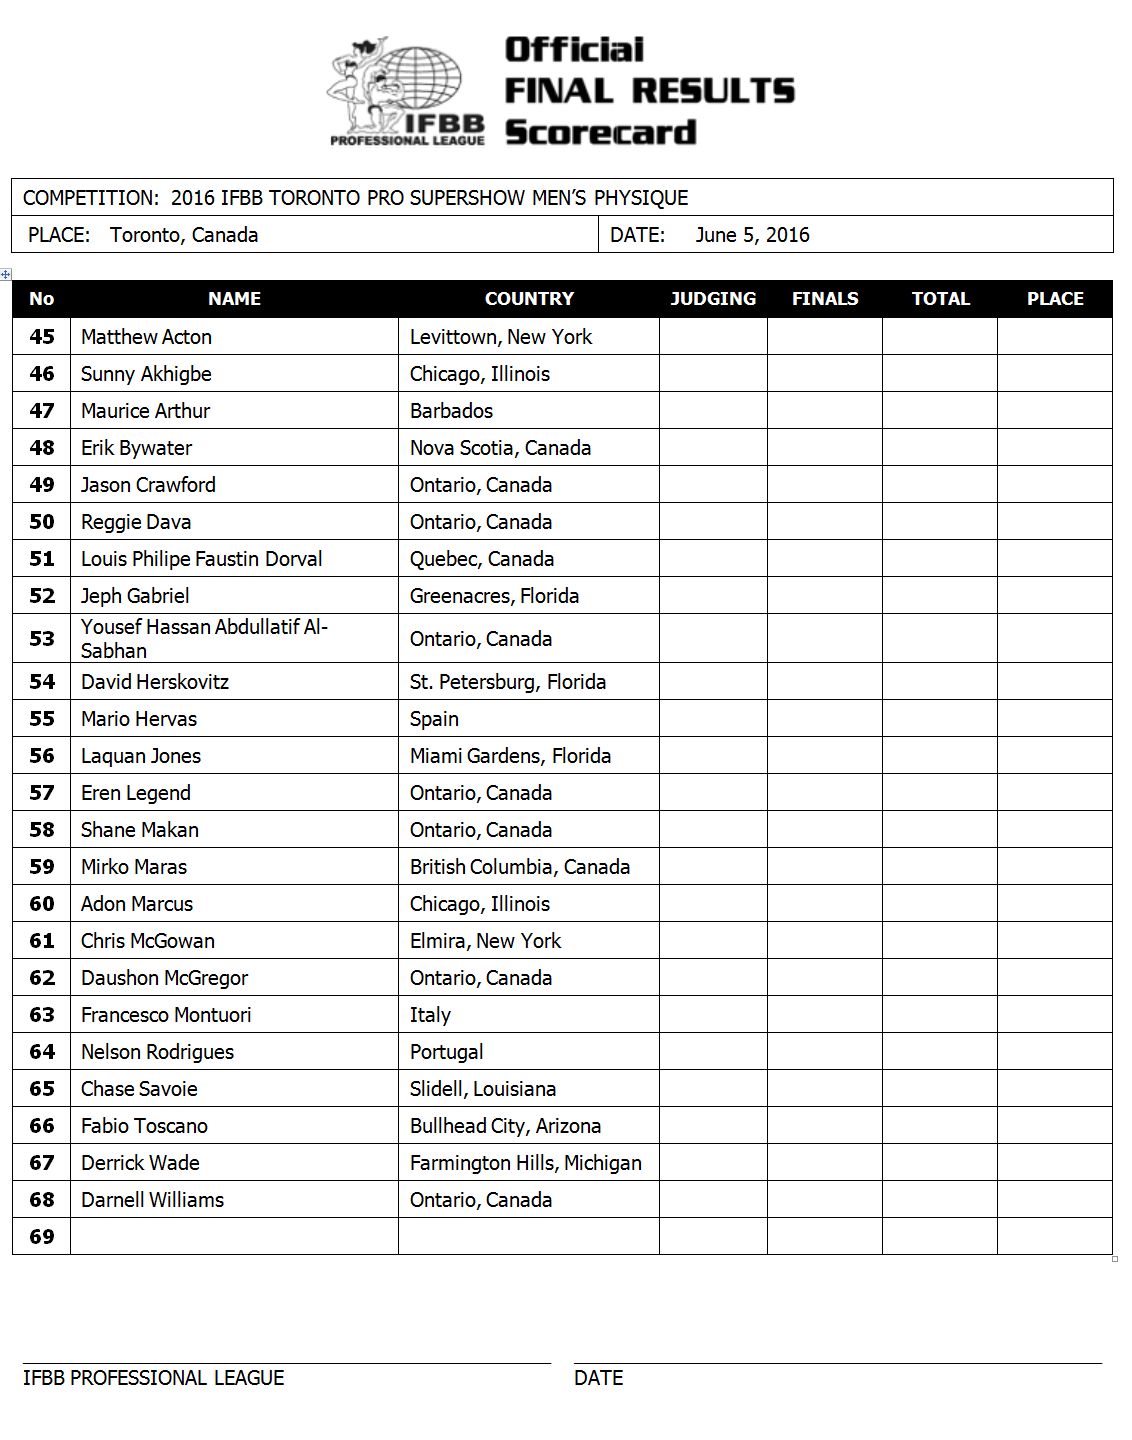 Official
FINAL RESULTS
Scorecard
IFBB
PROFESSIONAL LEAGUE
COMPETITION: 2016 IFBB TORONTO PRO SUPERSHOW MEN'S PHYSIQUE
PLACE: Toronto, Canada DATE: June 5, 2016
No NAME COUNTRY JUDGING FINALS TOTAL PLACE
45 Matthew Acton Levittown, New York
46 Sunny Akhigbe Chicago, Illinois
47 Maurice Arthur Barbados
48 Erik Bywater Nova Scotia, Canada
49 Jason Crawford Ontario, Canada
50 Reggie Dava Ontario, Canada
51 Louis Philipe Faustin Dorval Quebec, Canada
52 Jeph Gabriel Greenacres, Florida
53 Yousef Hassan Abdullatif Al-
Sabhan Ontario, Canada
54 David Herskovitz St. Petersburg, Florida
55 Mario Hervas Spain
56 Laquan Jones Miami Gardens, Florida
57 Eren Legend Ontario, Canada
58 Shane Makan Ontario, Canada
59 Mirko Maras British Columbia, Canada
60 Adon Marcus Chicago, Illinois
61 Chris McGowan Elmira, New York
62 Daushon McGregor Ontario, Canada
63 Francesco Montuori Italy
64 Nelson Rodrigues Portugal
65 Chase Savoie Slidell, Louisiana
66 Fabio Toscano Bullhead City, Arizona
67 Derrick Wade Farmington Hills, Michigan
68 Darnell Williams Ontario, Canada
69
IFBB PROFESSIONAL LEAGUE DATE